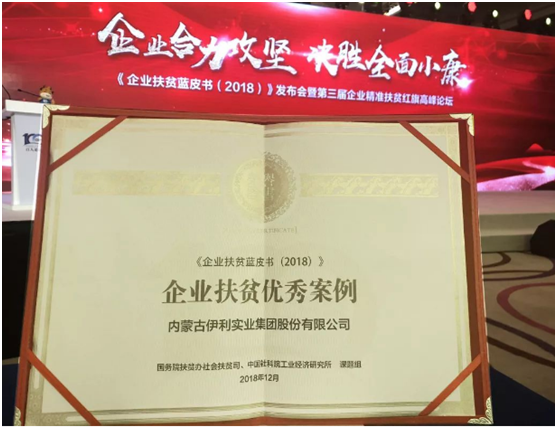 企业合力攻坚 决胜全面小康
《企业扶贫蓝皮书(2018)》发布会暨第三届企业精准扶贫红旗高峰论坛
《企业扶贫蓝皮书(2018)》
企业扶贫优秀案例
内蒙古伊利实业集团股份有限公司
国务院扶贫办社会扶贫司、中国社科院工业经济研究所 课题组
2018年12月